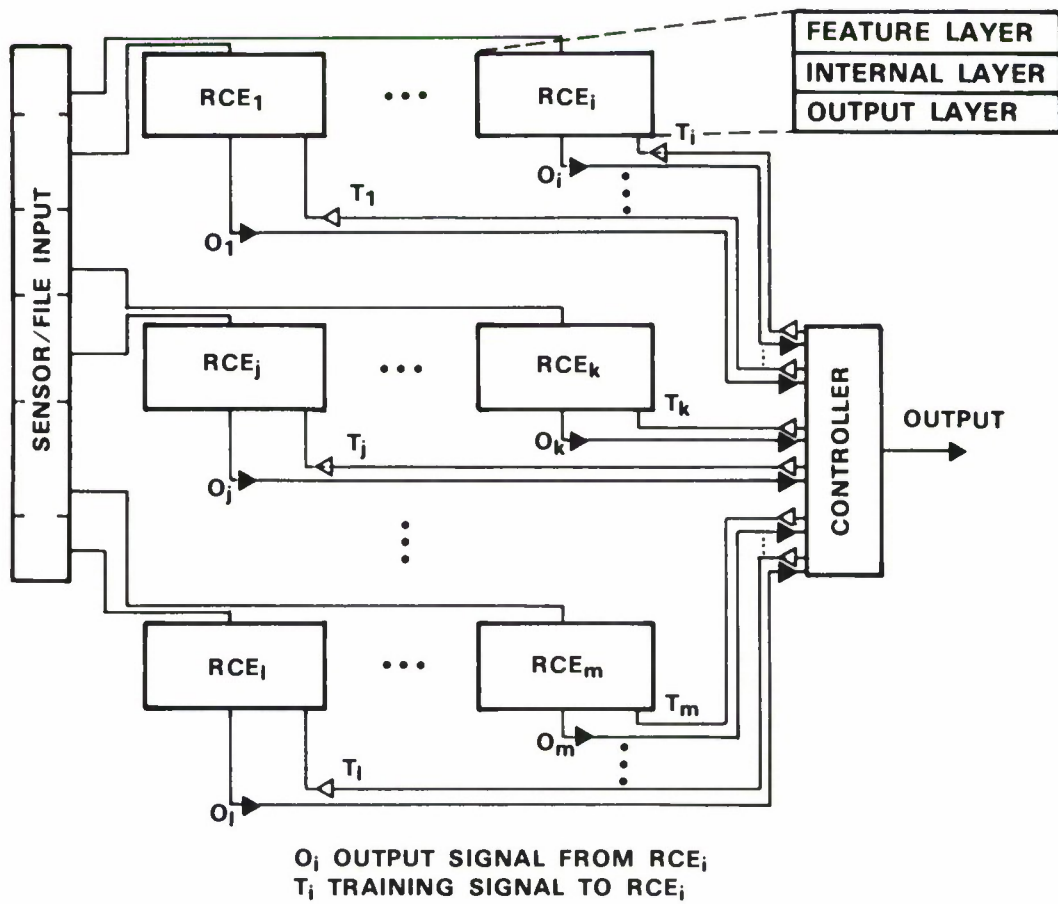 FEATURE LAYER
INTERNAL LAYER
OUTPUT LAYER
SENSOR/FILE INPUT
RCE₁
•••
RCEᵢ
Tᵢ
Oᵢ
T₁
O₁
RCEⱼ
•••
RCEₖ
Tₖ
Oₖ
Tⱼ
Oⱼ
CONTROLLER
OUTPUT
RCEₗ
•••
RCEₘ
Tₘ
Oₘ
Tₗ
Oₗ
Oᵢ OUTPUT SIGNAL FROM RCEᵢ
Tᵢ TRAINING SIGNAL TO RCEᵢ